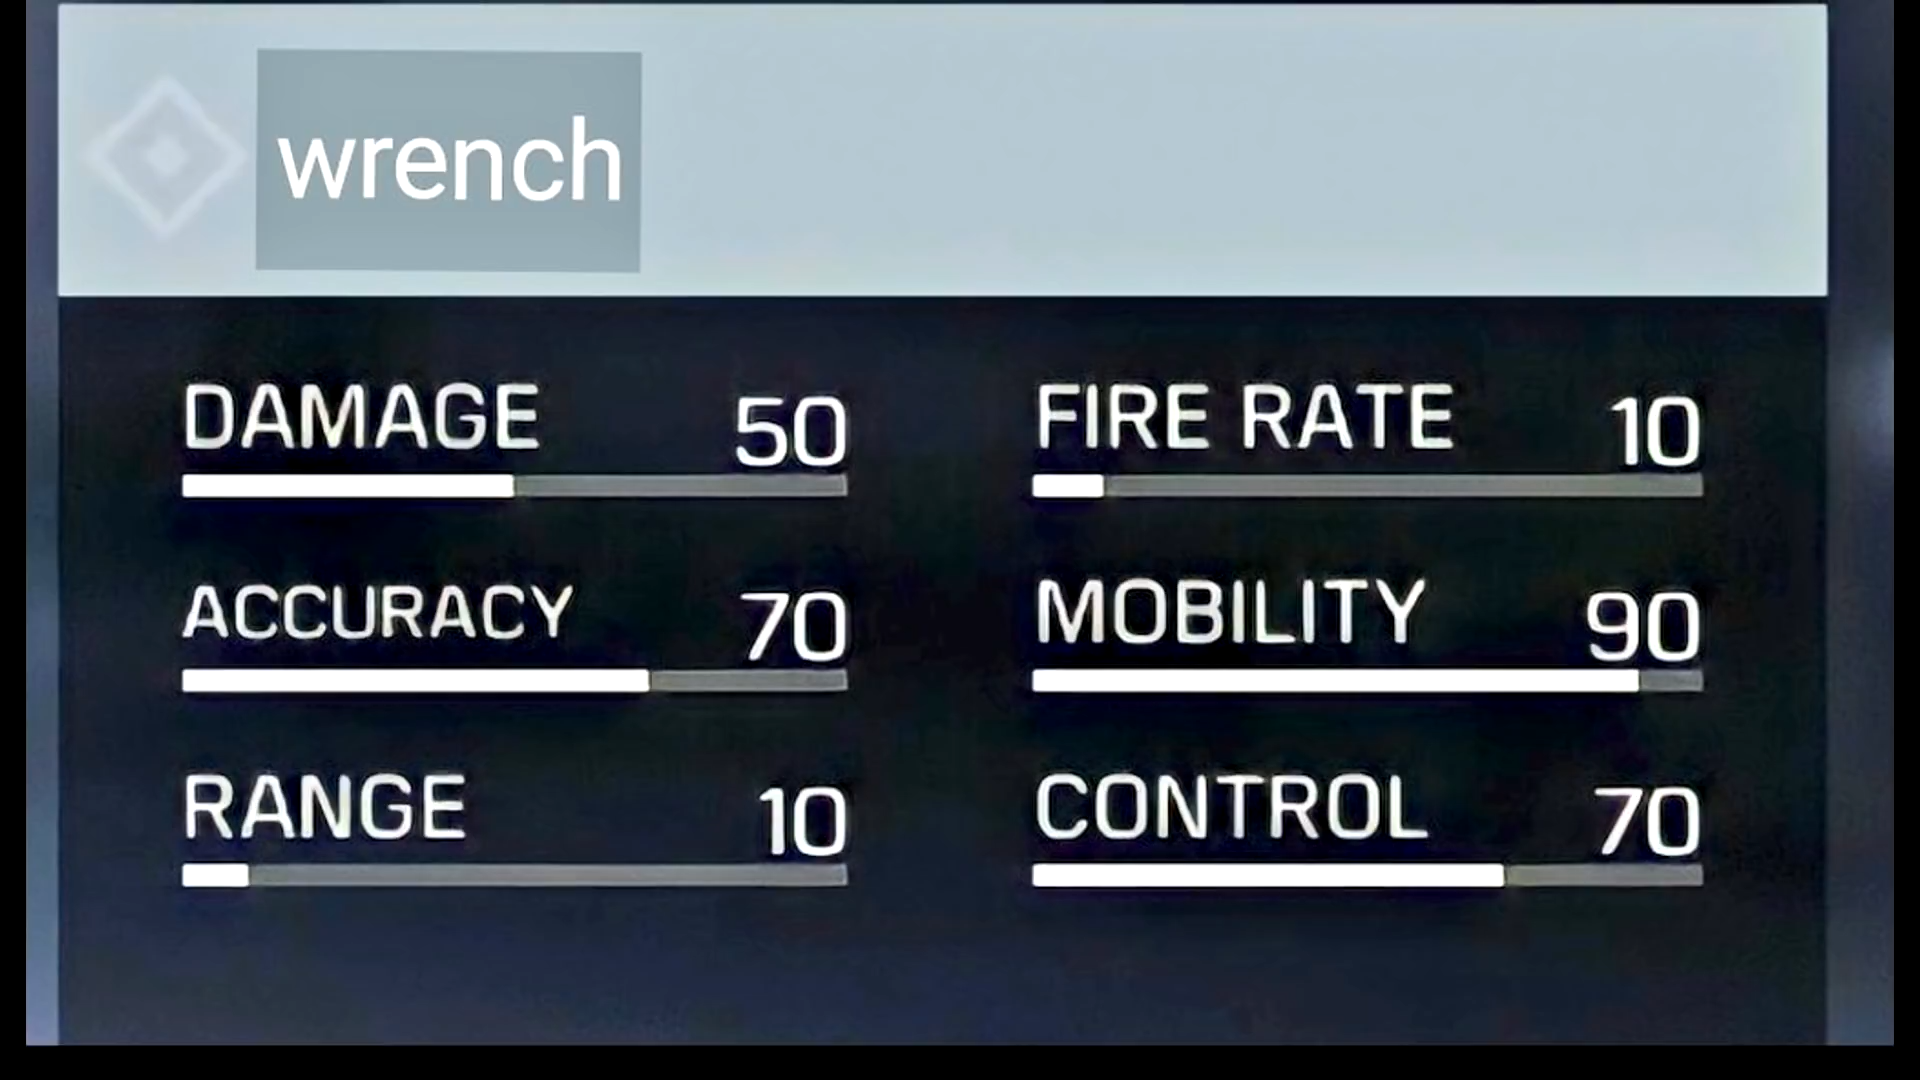 wrench
DAMAGE 50
FIRE RATE 10
ACCURACY 70
MOBILITY 90
RANGE 10
CONTROL 70